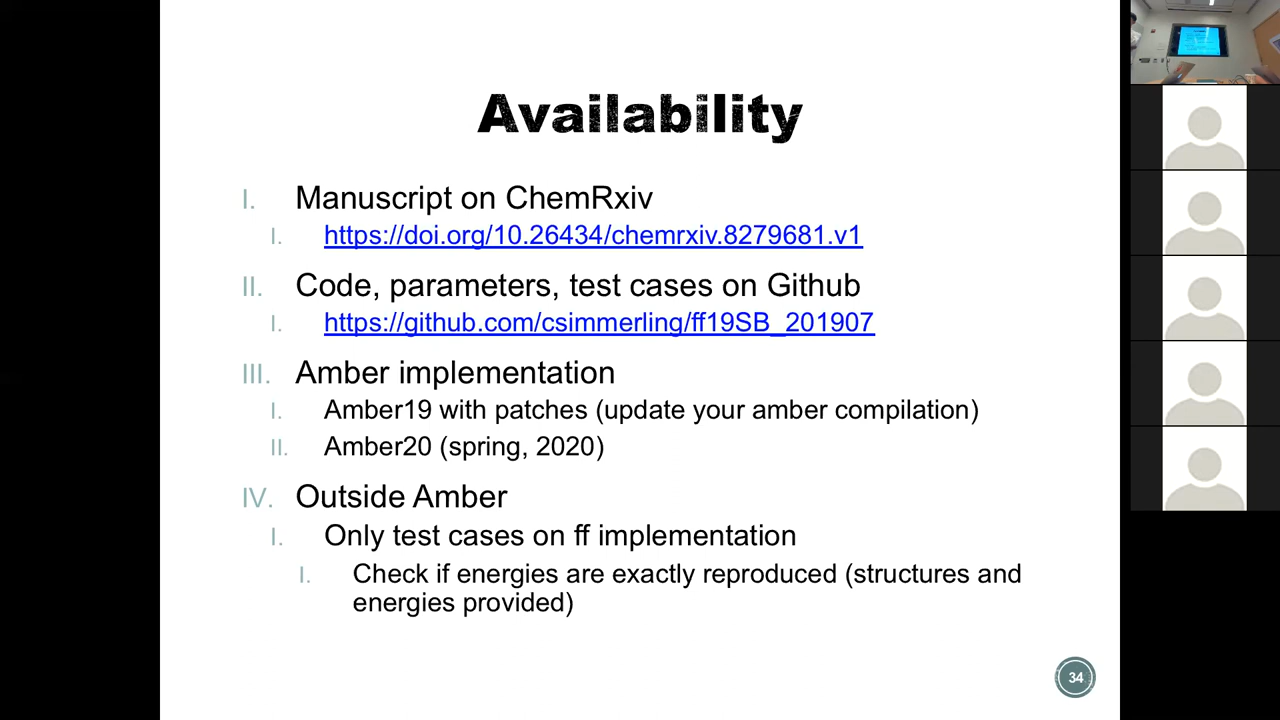 Availability
I. Manuscript on ChemRxiv
I. https://doi.org/10.26434/chemrxiv.8279681.v1
II. Code, parameters, test cases on Github
I. https://github.com/csimmerling/ff19SB_201907
III. Amber implementation
I. Amber19 with patches (update your amber compilation)
II. Amber20 (spring, 2020)
IV. Outside Amber
I. Only test cases on ff implementation
I. Check if energies are exactly reproduced (structures and
energies provided)
34